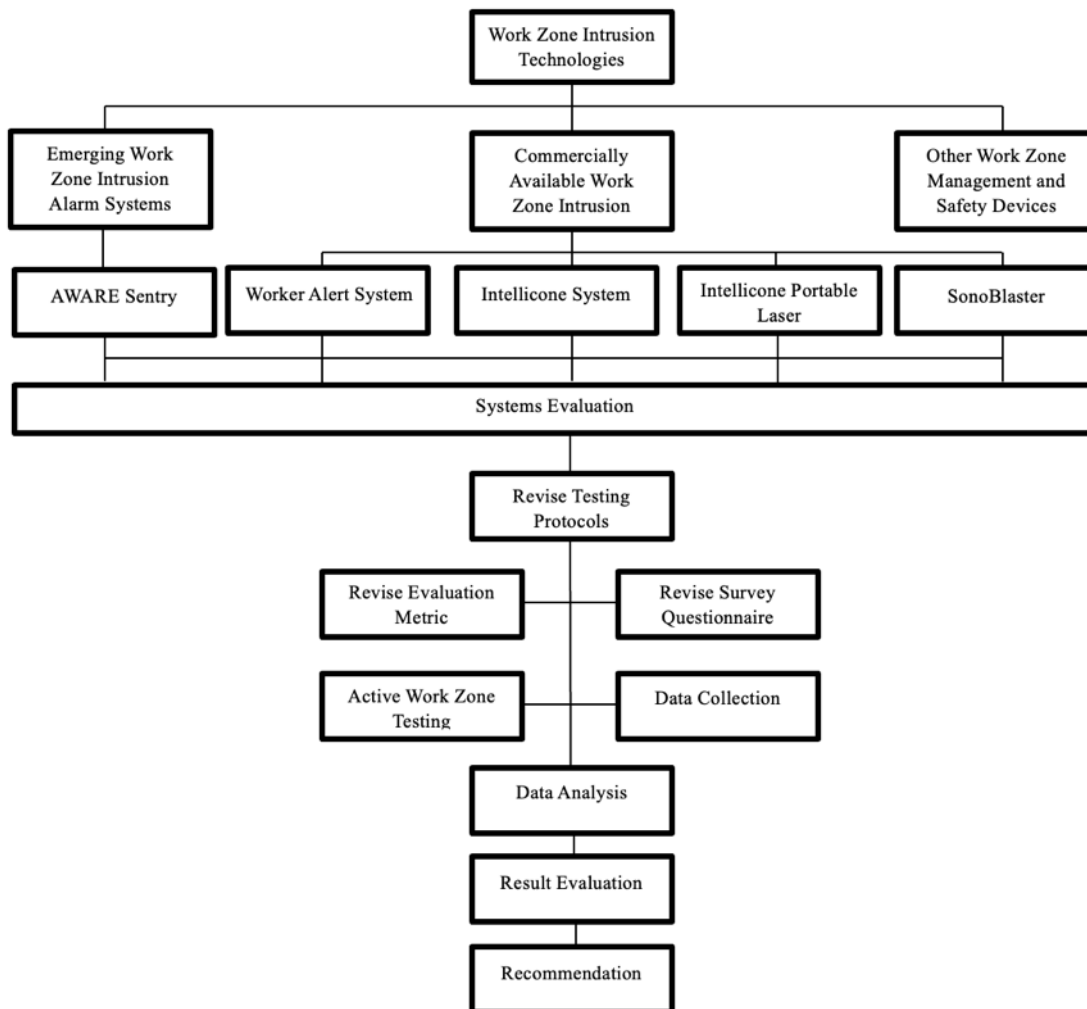 Work Zone Intrusion
Technologies
Emerging Work
Zone Intrusion
Alarm Systems
Commercially
Available Work
Zone Intrusion
Other Work Zone
Management and
Safety Devices
AWARE Sentry
Worker Alert System
Intellicone System
Intellicone Portable
Laser
SonoBlaster
Systems Evaluation
Revise Testing
Protocols
Revise Evaluation
Metric
Revise Survey
Questionnaire
Active Work Zone
Testing
Data Collection
Data Analysis
Result Evaluation
Recommendation